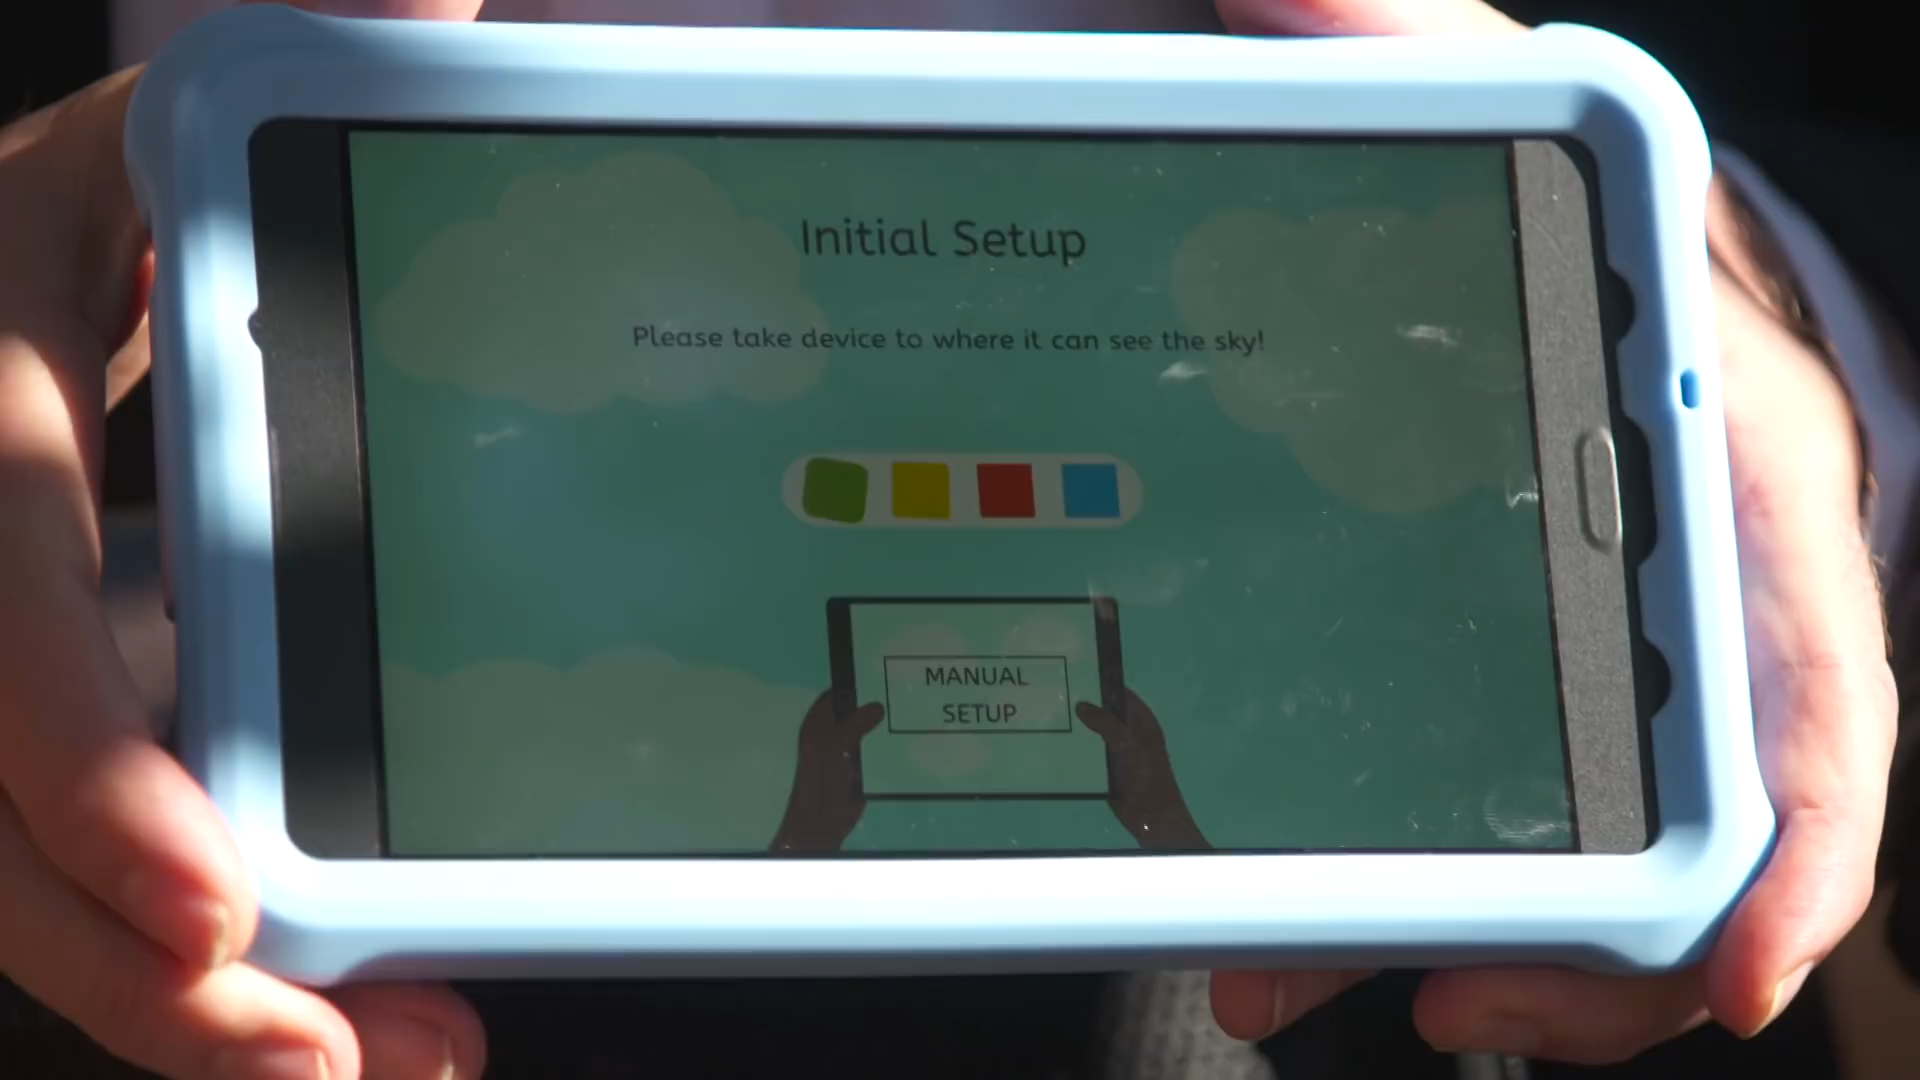 Initial Setup
Please take device to where it can see the sky!
MANUAL
SETUP